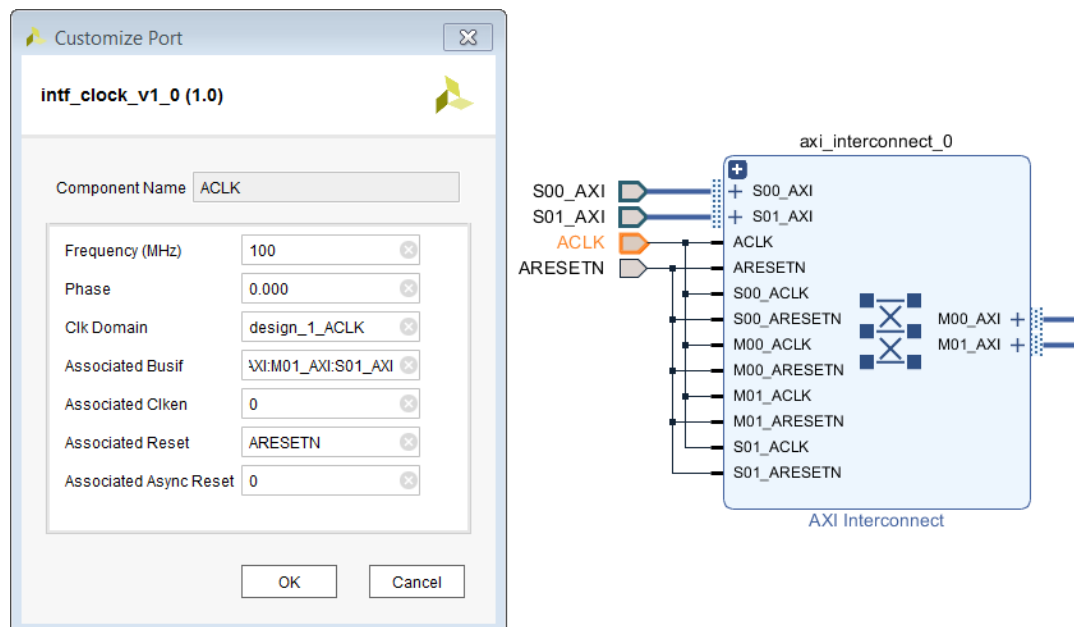 Customize Port
intf_clock_v1_0 (1.0)
Component Name ACLK
Frequency (MHz) 100
Phase 0.000
Clk Domain design_1_ACLK
Associated Busif AXI:M01_AXI:S01_AXI
Associated Clken 0
Associated Reset ARESETN
Associated Async Reset 0
OK Cancel
axi_interconnect_0
S00_AXI
S01_AXI
ACLK
ARESETN
S00_AXI
S01_AXI
ACLK
ARESETN
S00_ACLK
S00_ARESETN
M00_ACLK
M00_ARESETN
M01_ACLK
M01_ARESETN
S01_ACLK
S01_ARESETN
M00_AXI
M01_AXI
AXI Interconnect